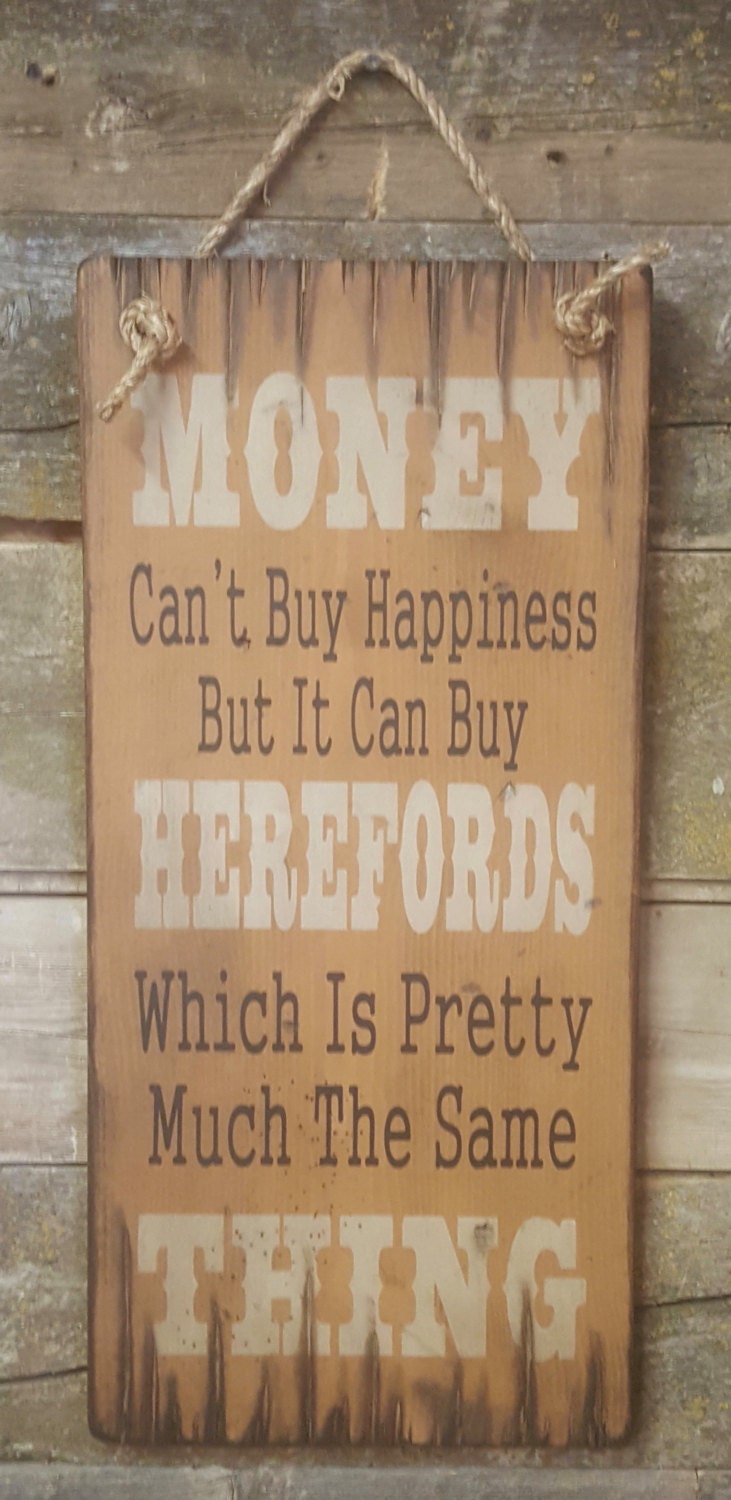 MONEY
Can't Buy Happiness
But It Can Buy
HEREFORDS
Which Is Pretty
Much The Same
THING